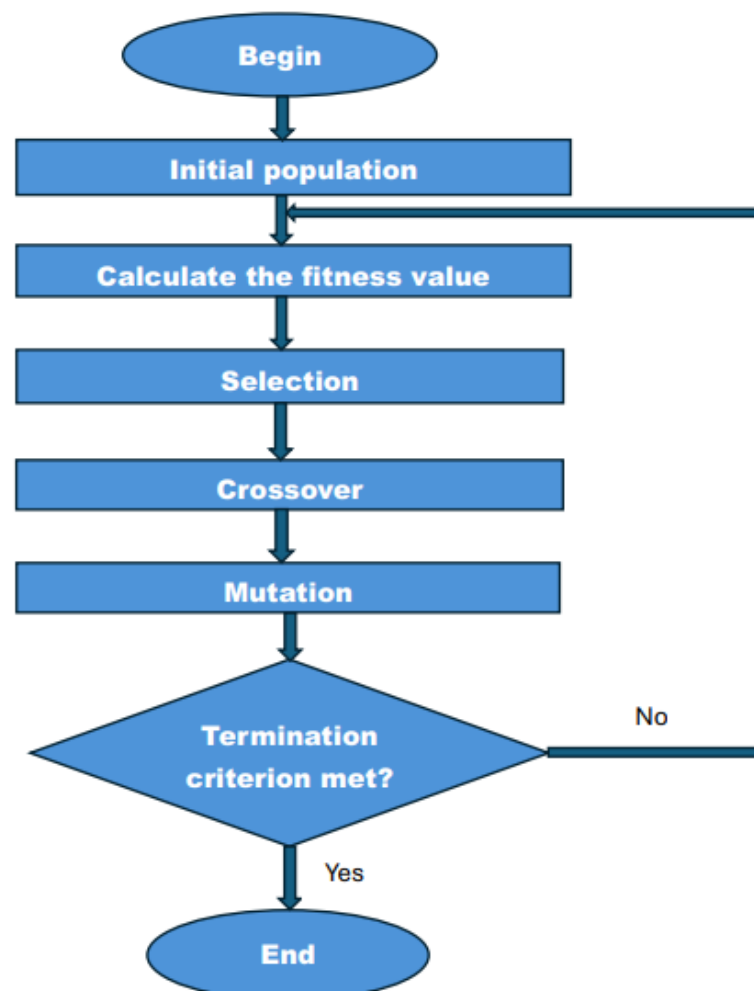 Begin
Initial population
Calculate the fitness value
Selection
Crossover
Mutation
Termination
criterion met?
No
Yes
End